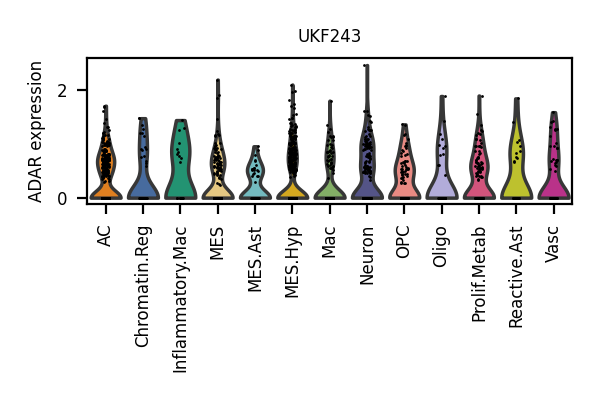 UKF243
ADAR expression
2
0
AC
Chromatin.Reg
Inflammatory.Mac
MES
MES.Ast
MES.Hyp
Mac
Neuron
OPC
Oligo
Prolif.Metab
Reactive.Ast
Vasc